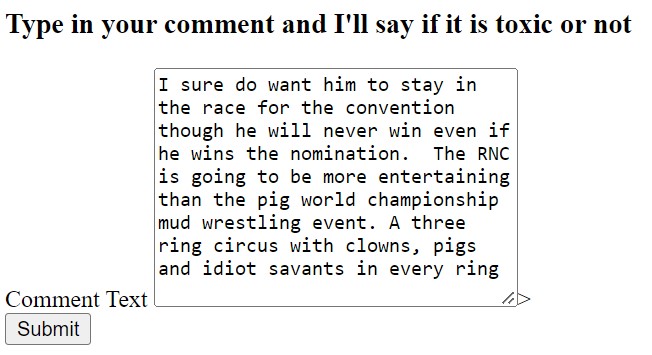 Type in your comment and I'll say if it is toxic or not
I sure do want him to stay in
the race for the convention
though he will never win even if
he wins the nomination.  The RNC
is going to be more entertaining
than the pig world championship
mud wrestling event. A three
ring circus with clowns, pigs
and idiot savants in every ring
Comment Text >
Submit